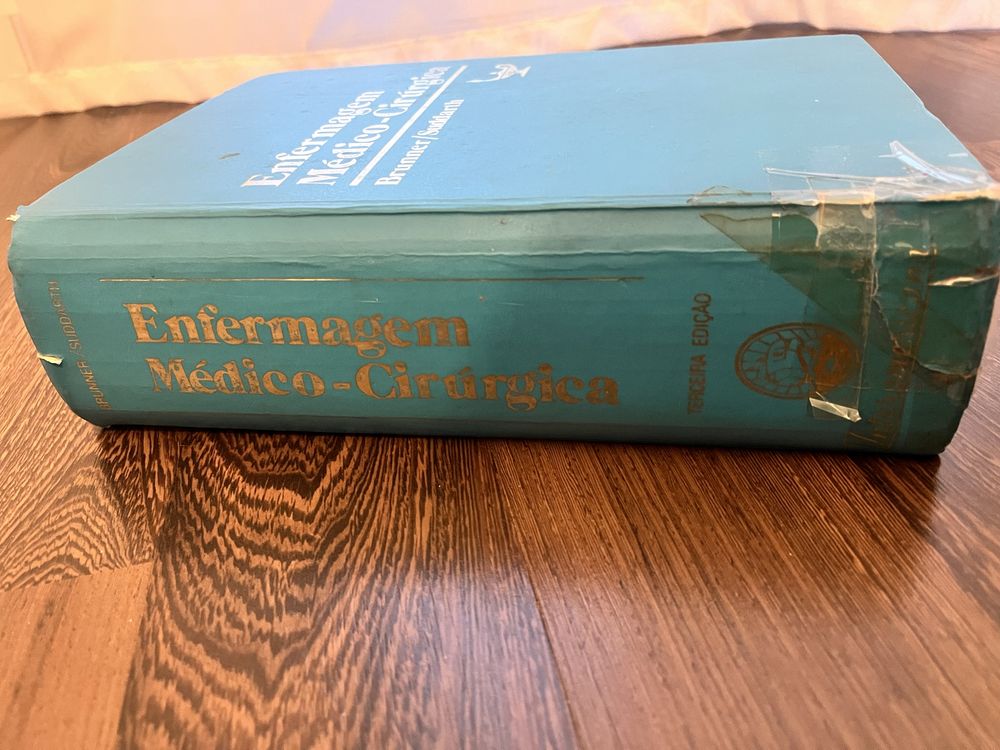 Enfermagem
Médico-Cirúrgica
Brunner/Suddarth
BRUNNER/SUDDARTH
Enfermagem
Médico-Cirúrgica
TERCEIRA EDIÇÃO